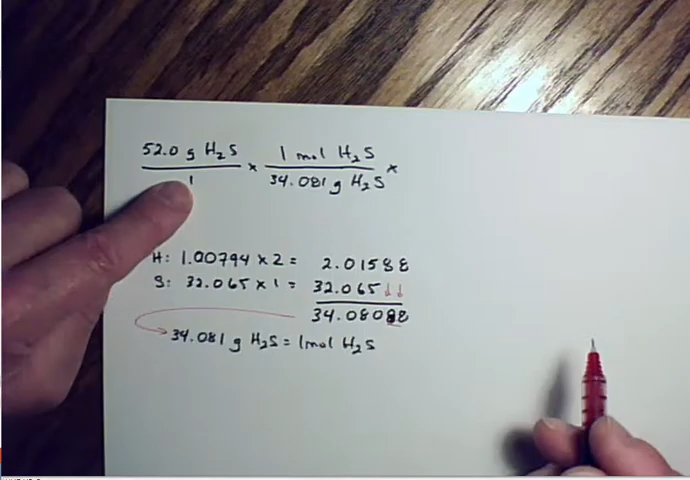 52.0 g H₂S / 1 × 1 mol H₂S / 34.081 g H₂S ×
H: 1.00794 × 2 = 2.01588
S: 32.065 × 1 = 32.065↓↓
34.08088
34.081 g H₂S = 1 mol H₂S